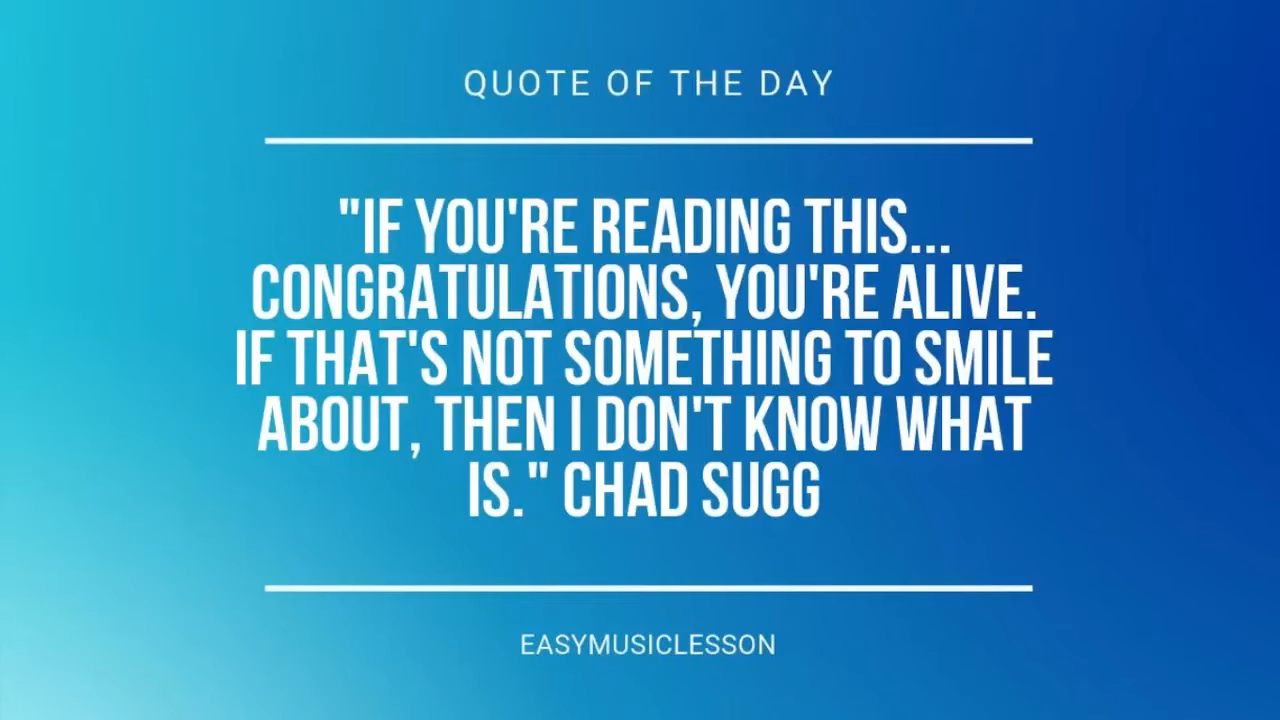 QUOTE OF THE DAY
"IF YOU'RE READING THIS...
CONGRATULATIONS, YOU'RE ALIVE.
IF THAT'S NOT SOMETHING TO SMILE
ABOUT, THEN I DON'T KNOW WHAT
IS." CHAD SUGG
EASYMUSICLESSON